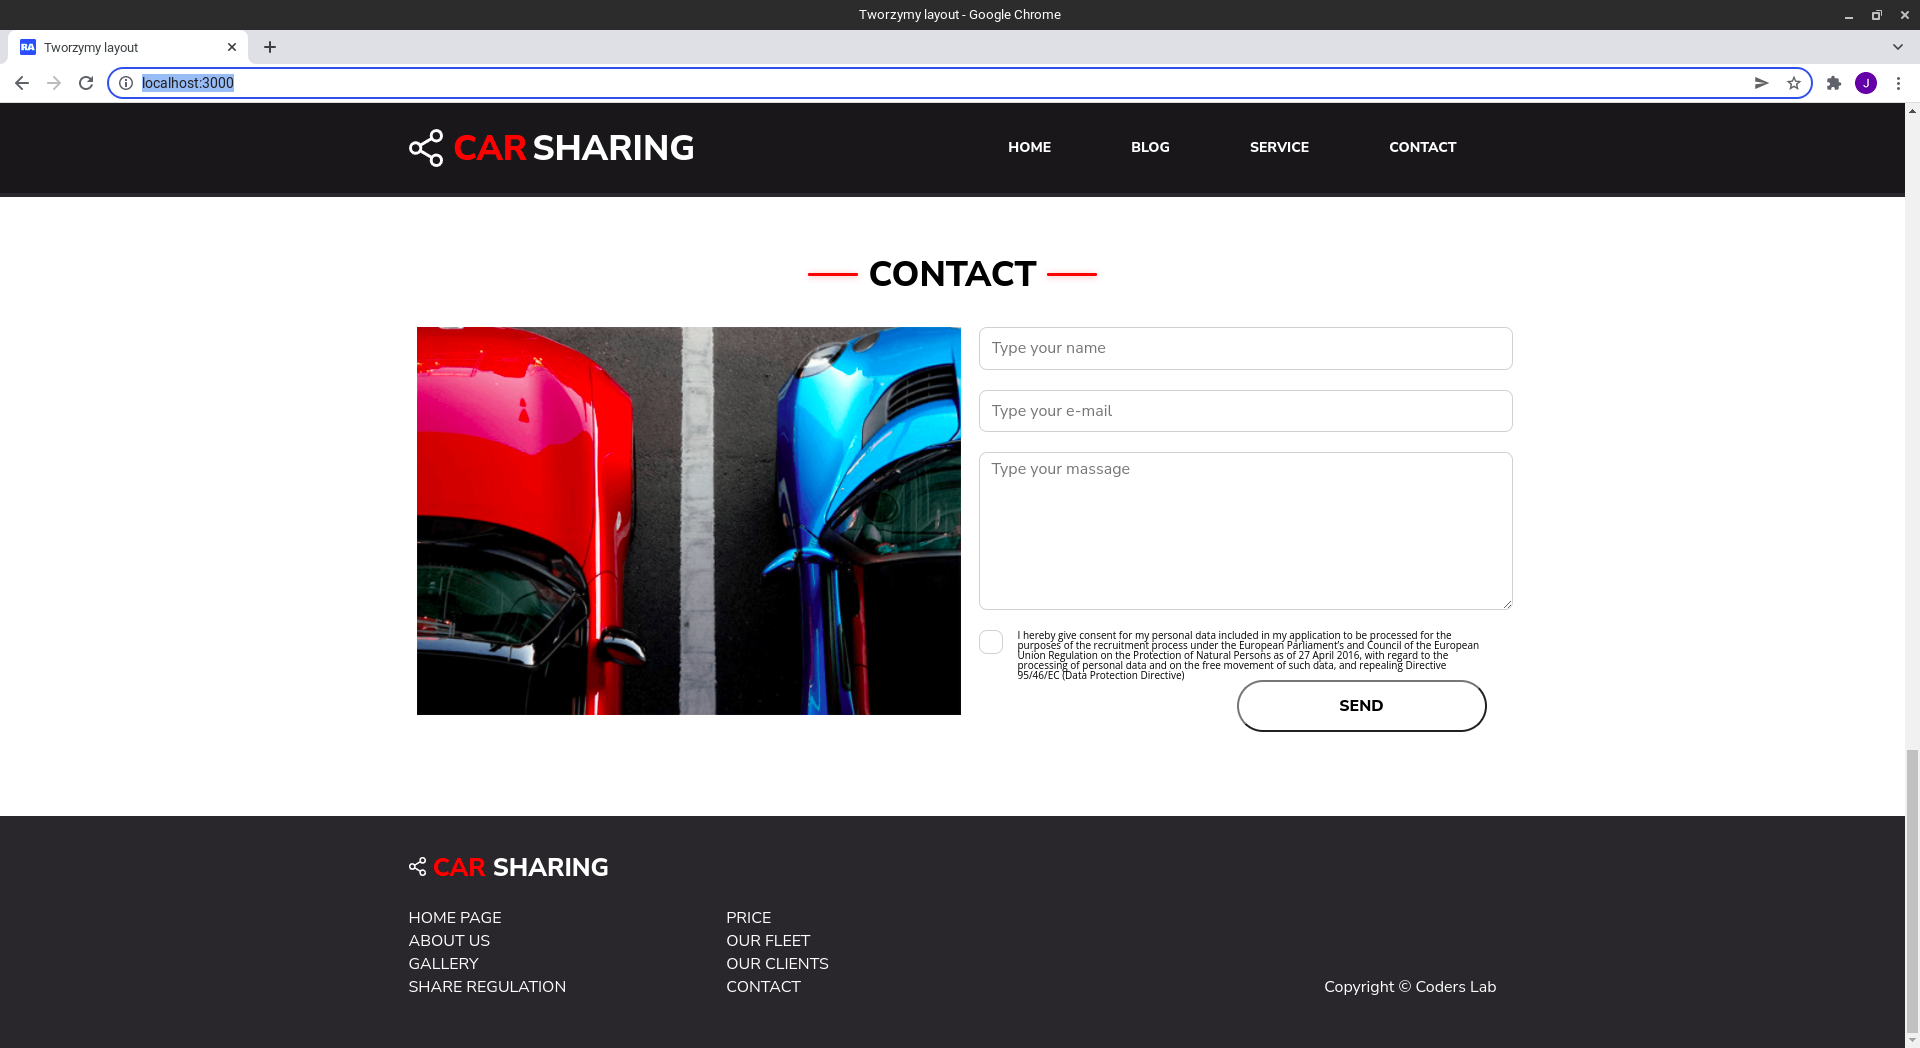 Tworzymy layout - Google Chrome
RA Tworzymy layout
localhost:3000
J
CAR SHARING
HOME BLOG SERVICE CONTACT
CONTACT
Type your name
Type your e-mail
Type your massage
I hereby give consent for my personal data included in my application to be processed for the
purposes of the recruitment process under the European Parliament's and Council of the European
Union Regulation on the Protection of Natural Persons as of 27 April 2016, with regard to the
processing of personal data and on the free movement of such data, and repealing Directive
95/46/EC (Data Protection Directive)
SEND
CAR SHARING
HOME PAGE PRICE
ABOUT US OUR FLEET
GALLERY OUR CLIENTS
SHARE REGULATION CONTACT Copyright © Coders Lab